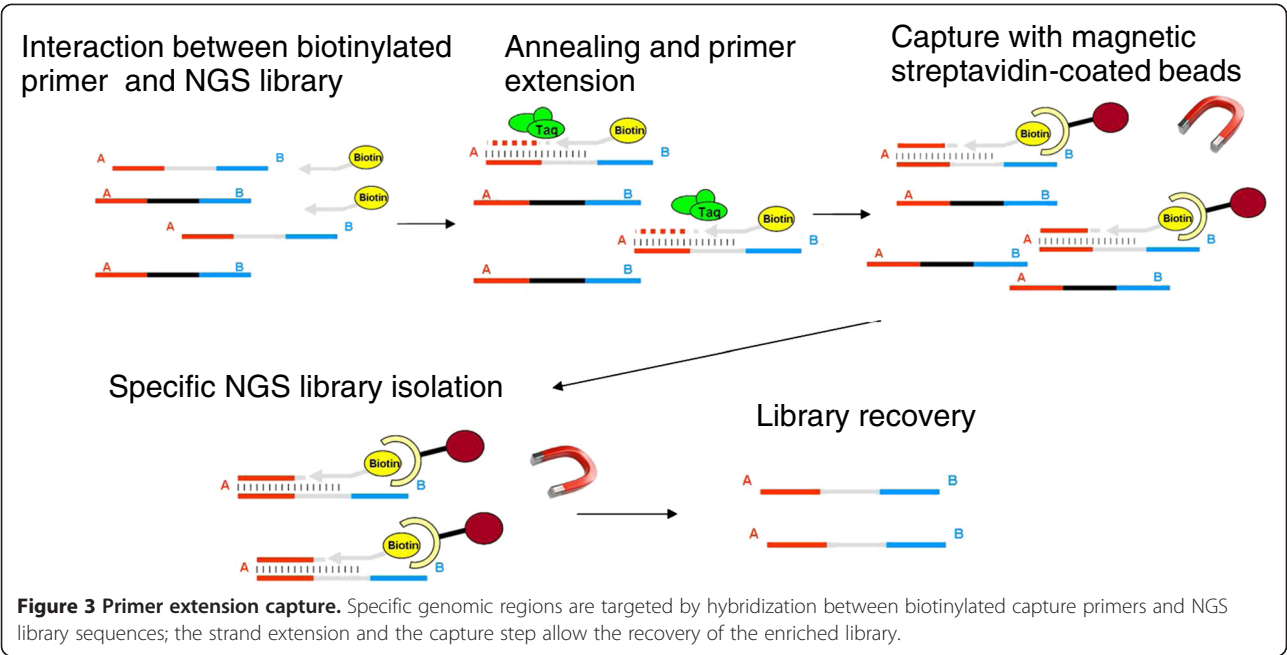 Interaction between biotinylated
primer and NGS library
Annealing and primer
extension
Capture with magnetic
streptavidin-coated beads
A
B
Biotin
A
B
Biotin
A
B
A
B
Taq
Biotin
A
B
A
B
Taq
Biotin
A
B
A
B
Biotin
A
B
A
B
Biotin
A
B
A
B
A
B
Specific NGS library isolation
Biotin
A
B
Biotin
A
B
Library recovery
A
B
A
B
Figure 3 Primer extension capture. Specific genomic regions are targeted by hybridization between biotinylated capture primers and NGS
library sequences; the strand extension and the capture step allow the recovery of the enriched library.